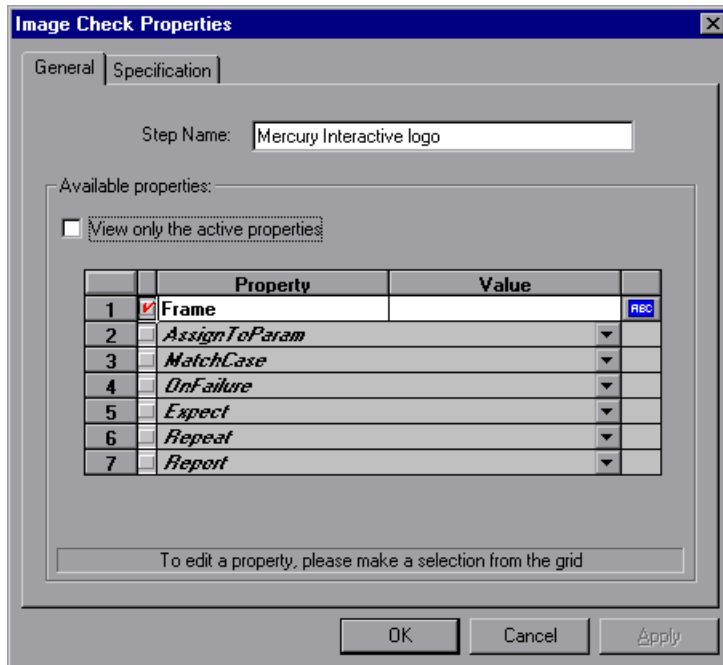 Image Check Properties
General Specification
Step Name: Mercury Interactive logo
Available properties:
View only the active properties
Property Value
1 Frame ABC
2 AssignToParam
3 MatchCase
4 OnFailure
5 Expect
6 Repeat
7 Report
To edit a property, please make a selection from the grid
OK Cancel Apply